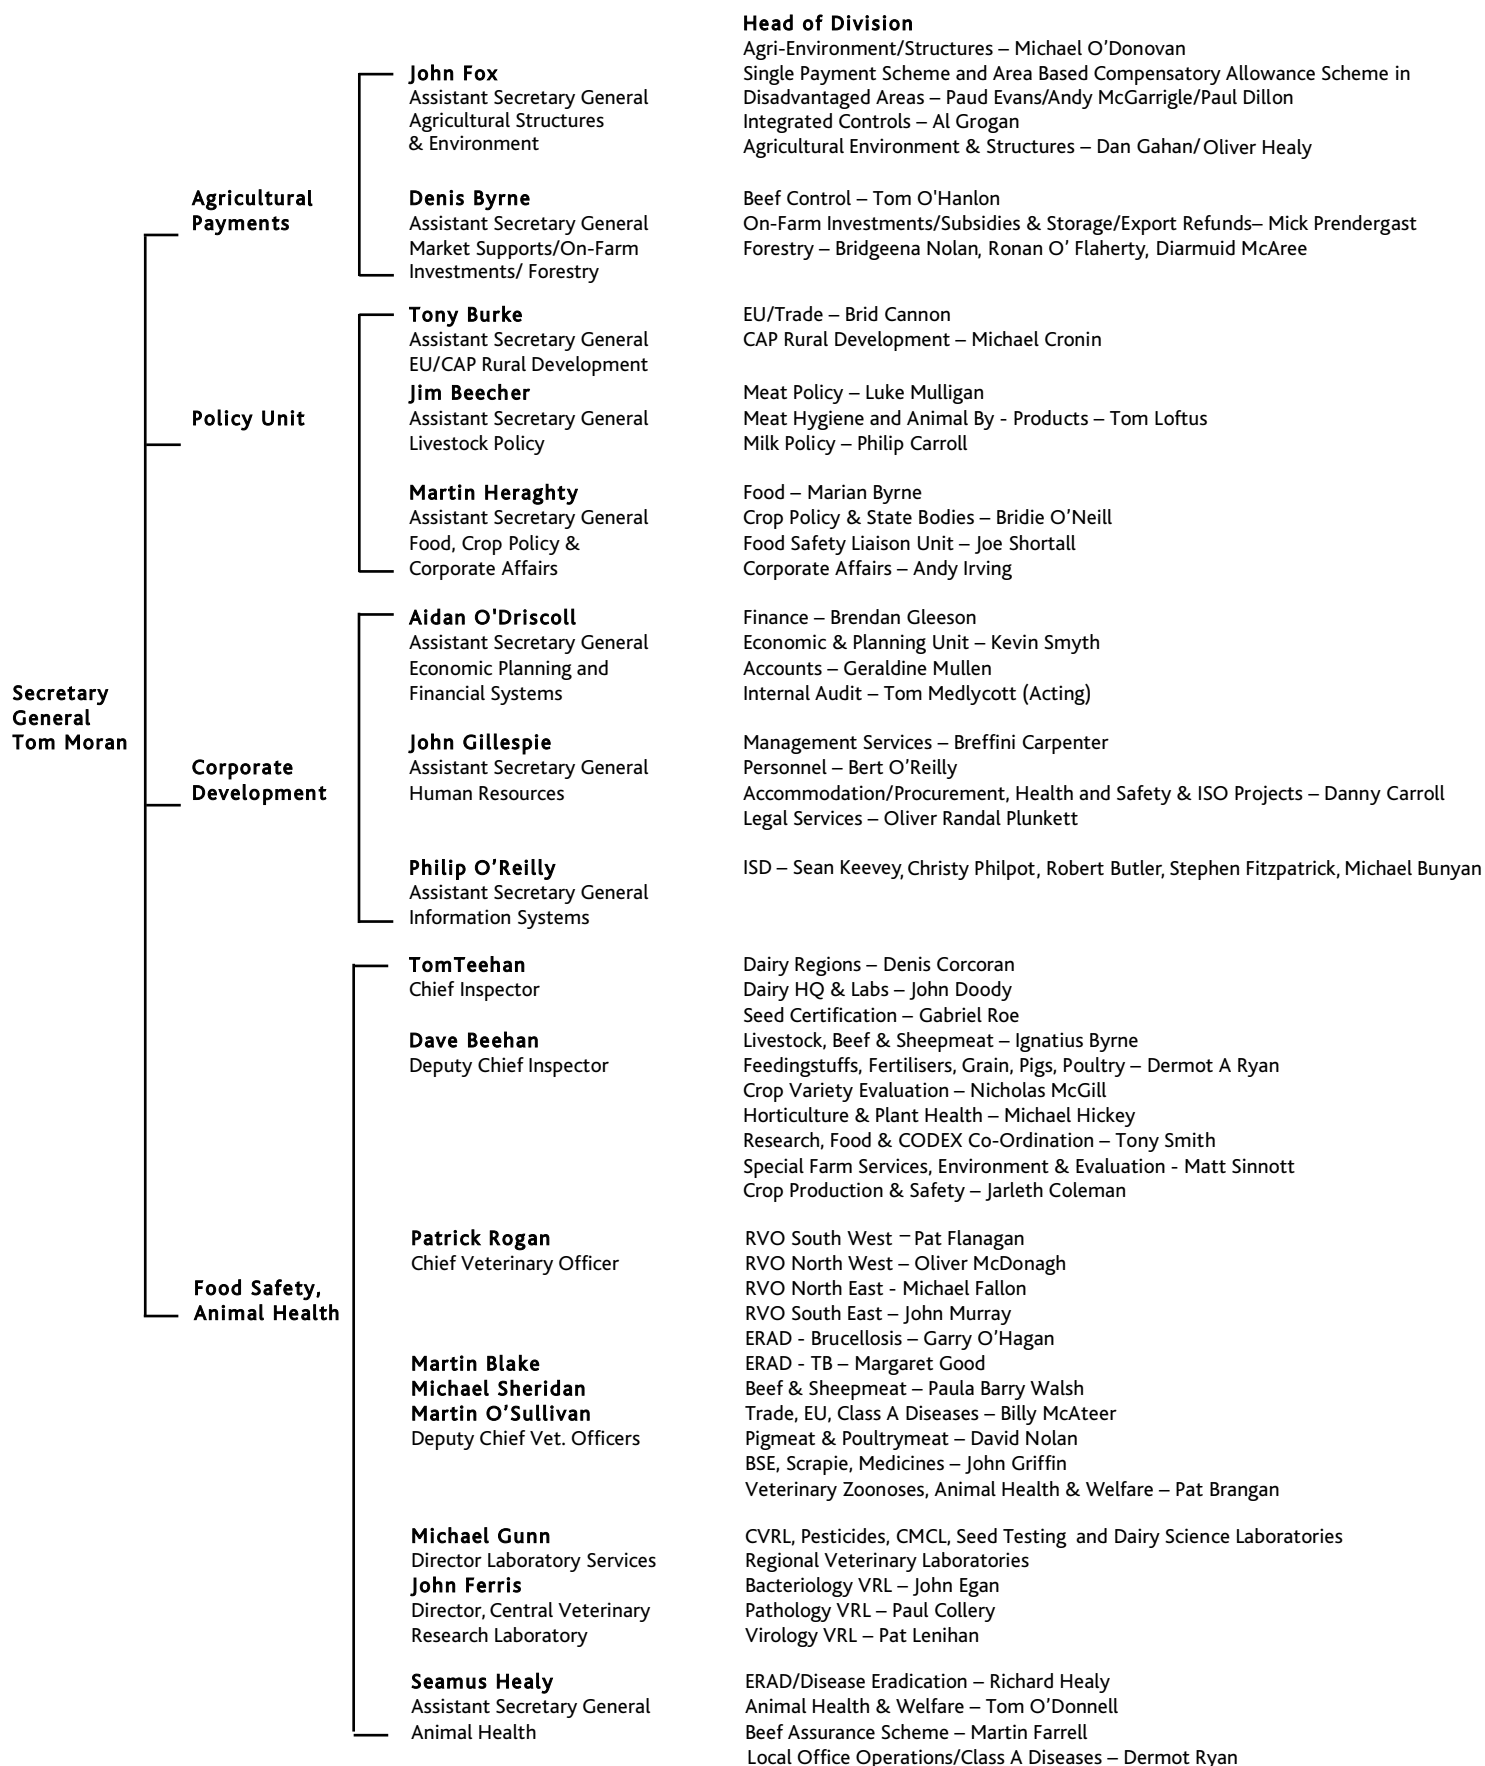 Head of Division
Agri-Environment/Structures – Michael O’Donovan
John Fox
Single Payment Scheme and Area Based Compensatory Allowance Scheme in
Assistant Secretary General
Disadvantaged Areas – Paud Evans/Andy McGarrigle/Paul Dillon
Agricultural Structures
Integrated Controls – Al Grogan
& Environment
Agricultural Environment & Structures – Dan Gahan/Oliver Healy
Agricultural
Payments
Denis Byrne
Beef Control – Tom O'Hanlon
Assistant Secretary General
On-Farm Investments/Subsidies & Storage/Export Refunds– Mick Prendergast
Market Supports/On-Farm
Forestry – Bridgeena Nolan, Ronan O’ Flaherty, Diarmuid McAree
Investments/ Forestry
Tony Burke
EU/Trade – Brid Cannon
Assistant Secretary General
CAP Rural Development – Michael Cronin
EU/CAP Rural Development
Policy Unit
Jim Beecher
Meat Policy – Luke Mulligan
Assistant Secretary General
Meat Hygiene and Animal By - Products – Tom Loftus
Livestock Policy
Milk Policy – Philip Carroll
Martin Heraghty
Food – Marian Byrne
Assistant Secretary General
Crop Policy & State Bodies – Bridie O’Neill
Food, Crop Policy &
Food Safety Liaison Unit – Joe Shortall
Corporate Affairs
Corporate Affairs – Andy Irving
Aidan O'Driscoll
Finance – Brendan Gleeson
Assistant Secretary General
Economic & Planning Unit – Kevin Smyth
Economic Planning and
Accounts – Geraldine Mullen
Financial Systems
Internal Audit – Tom Medlycott (Acting)
Secretary
General
Tom Moran
Corporate
Development
John Gillespie
Management Services – Breffini Carpenter
Assistant Secretary General
Personnel – Bert O’Reilly
Human Resources
Accommodation/Procurement, Health and Safety & ISO Projects – Danny Carroll
Legal Services – Oliver Randal Plunkett
Philip O’Reilly
ISD – Sean Keevey, Christy Philpot, Robert Butler, Stephen Fitzpatrick, Michael Bunyan
Assistant Secretary General
Information Systems
TomTeehan
Dairy Regions – Denis Corcoran
Chief Inspector
Dairy HQ & Labs – John Doody
Seed Certification – Gabriel Roe
Dave Beehan
Livestock, Beef & Sheepmeat – Ignatius Byrne
Deputy Chief Inspector
Feedingstuffs, Fertilisers, Grain, Pigs, Poultry – Dermot A Ryan
Crop Variety Evaluation – Nicholas McGill
Horticulture & Plant Health – Michael Hickey
Research, Food & CODEX Co-Ordination – Tony Smith
Special Farm Services, Environment & Evaluation - Matt Sinnott
Crop Production & Safety – Jarleth Coleman
Patrick Rogan
RVO South West – Pat Flanagan
Chief Veterinary Officer
RVO North West – Oliver McDonagh
Food Safety,
Animal Health
RVO North East - Michael Fallon
RVO South East – John Murray
ERAD - Brucellosis – Garry O’Hagan
Martin Blake
ERAD - TB – Margaret Good
Michael Sheridan
Beef & Sheepmeat – Paula Barry Walsh
Martin O’Sullivan
Trade, EU, Class A Diseases – Billy McAteer
Deputy Chief Vet. Officers
Pigmeat & Poultrymeat – David Nolan
BSE, Scrapie, Medicines – John Griffin
Veterinary Zoonoses, Animal Health & Welfare – Pat Brangan
Michael Gunn
CVRL, Pesticides, CMCL, Seed Testing and Dairy Science Laboratories
Director Laboratory Services
Regional Veterinary Laboratories
John Ferris
Bacteriology VRL – John Egan
Director, Central Veterinary
Pathology VRL – Paul Collery
Research Laboratory
Virology VRL – Pat Lenihan
Seamus Healy
ERAD/Disease Eradication – Richard Healy
Assistant Secretary General
Animal Health & Welfare – Tom O’Donnell
Animal Health
Beef Assurance Scheme – Martin Farrell
Local Office Operations/Class A Diseases – Dermot Ryan